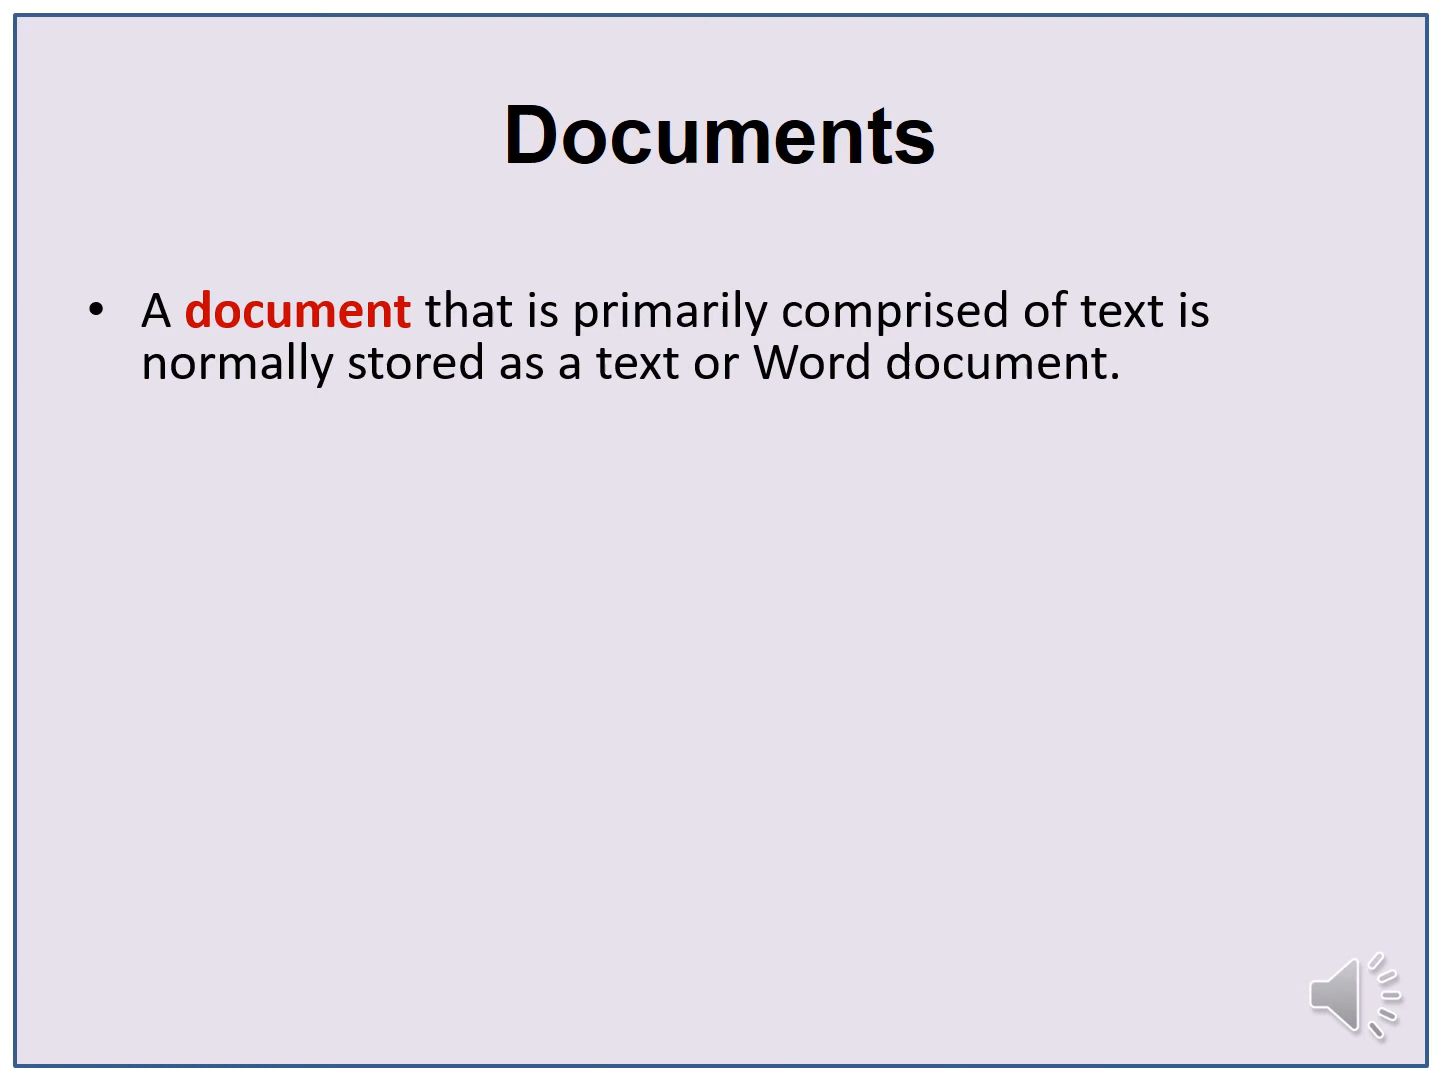 Documents
• A document that is primarily comprised of text is
normally stored as a text or Word document.